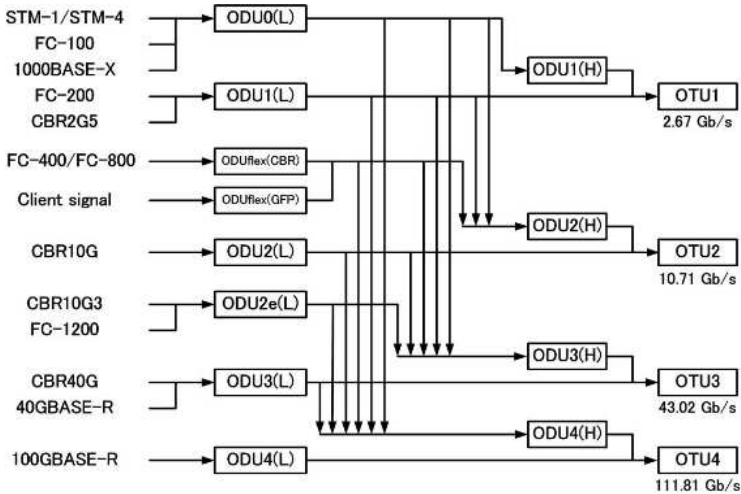 STM-1/STM-4
ODU0(L)
FC-100
1000BASE-X
ODU1(H)
FC-200
ODU1(L)
OTU1
CBR2G5
2.67 Gb/s
FC-400/FC-800
ODUflex(CBR)
Client signal
ODUflex(GFP)
ODU2(H)
CBR10G
ODU2(L)
OTU2
10.71 Gb/s
CBR10G3
ODU2e(L)
FC-1200
ODU3(H)
CBR40G
ODU3(L)
OTU3
40GBASE-R
43.02 Gb/s
ODU4(H)
100GBASE-R
ODU4(L)
OTU4
111.81 Gb/s